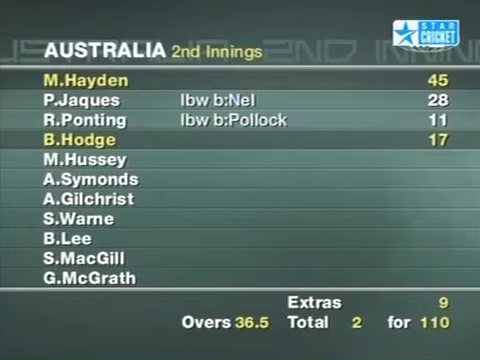 STAR
CRICKET
AUSTRALIA 2nd Innings
M.Hayden 45
P.Jaques lbw b:Nel 28
R.Ponting lbw b:Pollock 11
B.Hodge 17
M.Hussey
A.Symonds
A.Gilchrist
S.Warne
B.Lee
S.MacGill
G.McGrath
Extras 9
Overs 36.5 Total 2 for 110